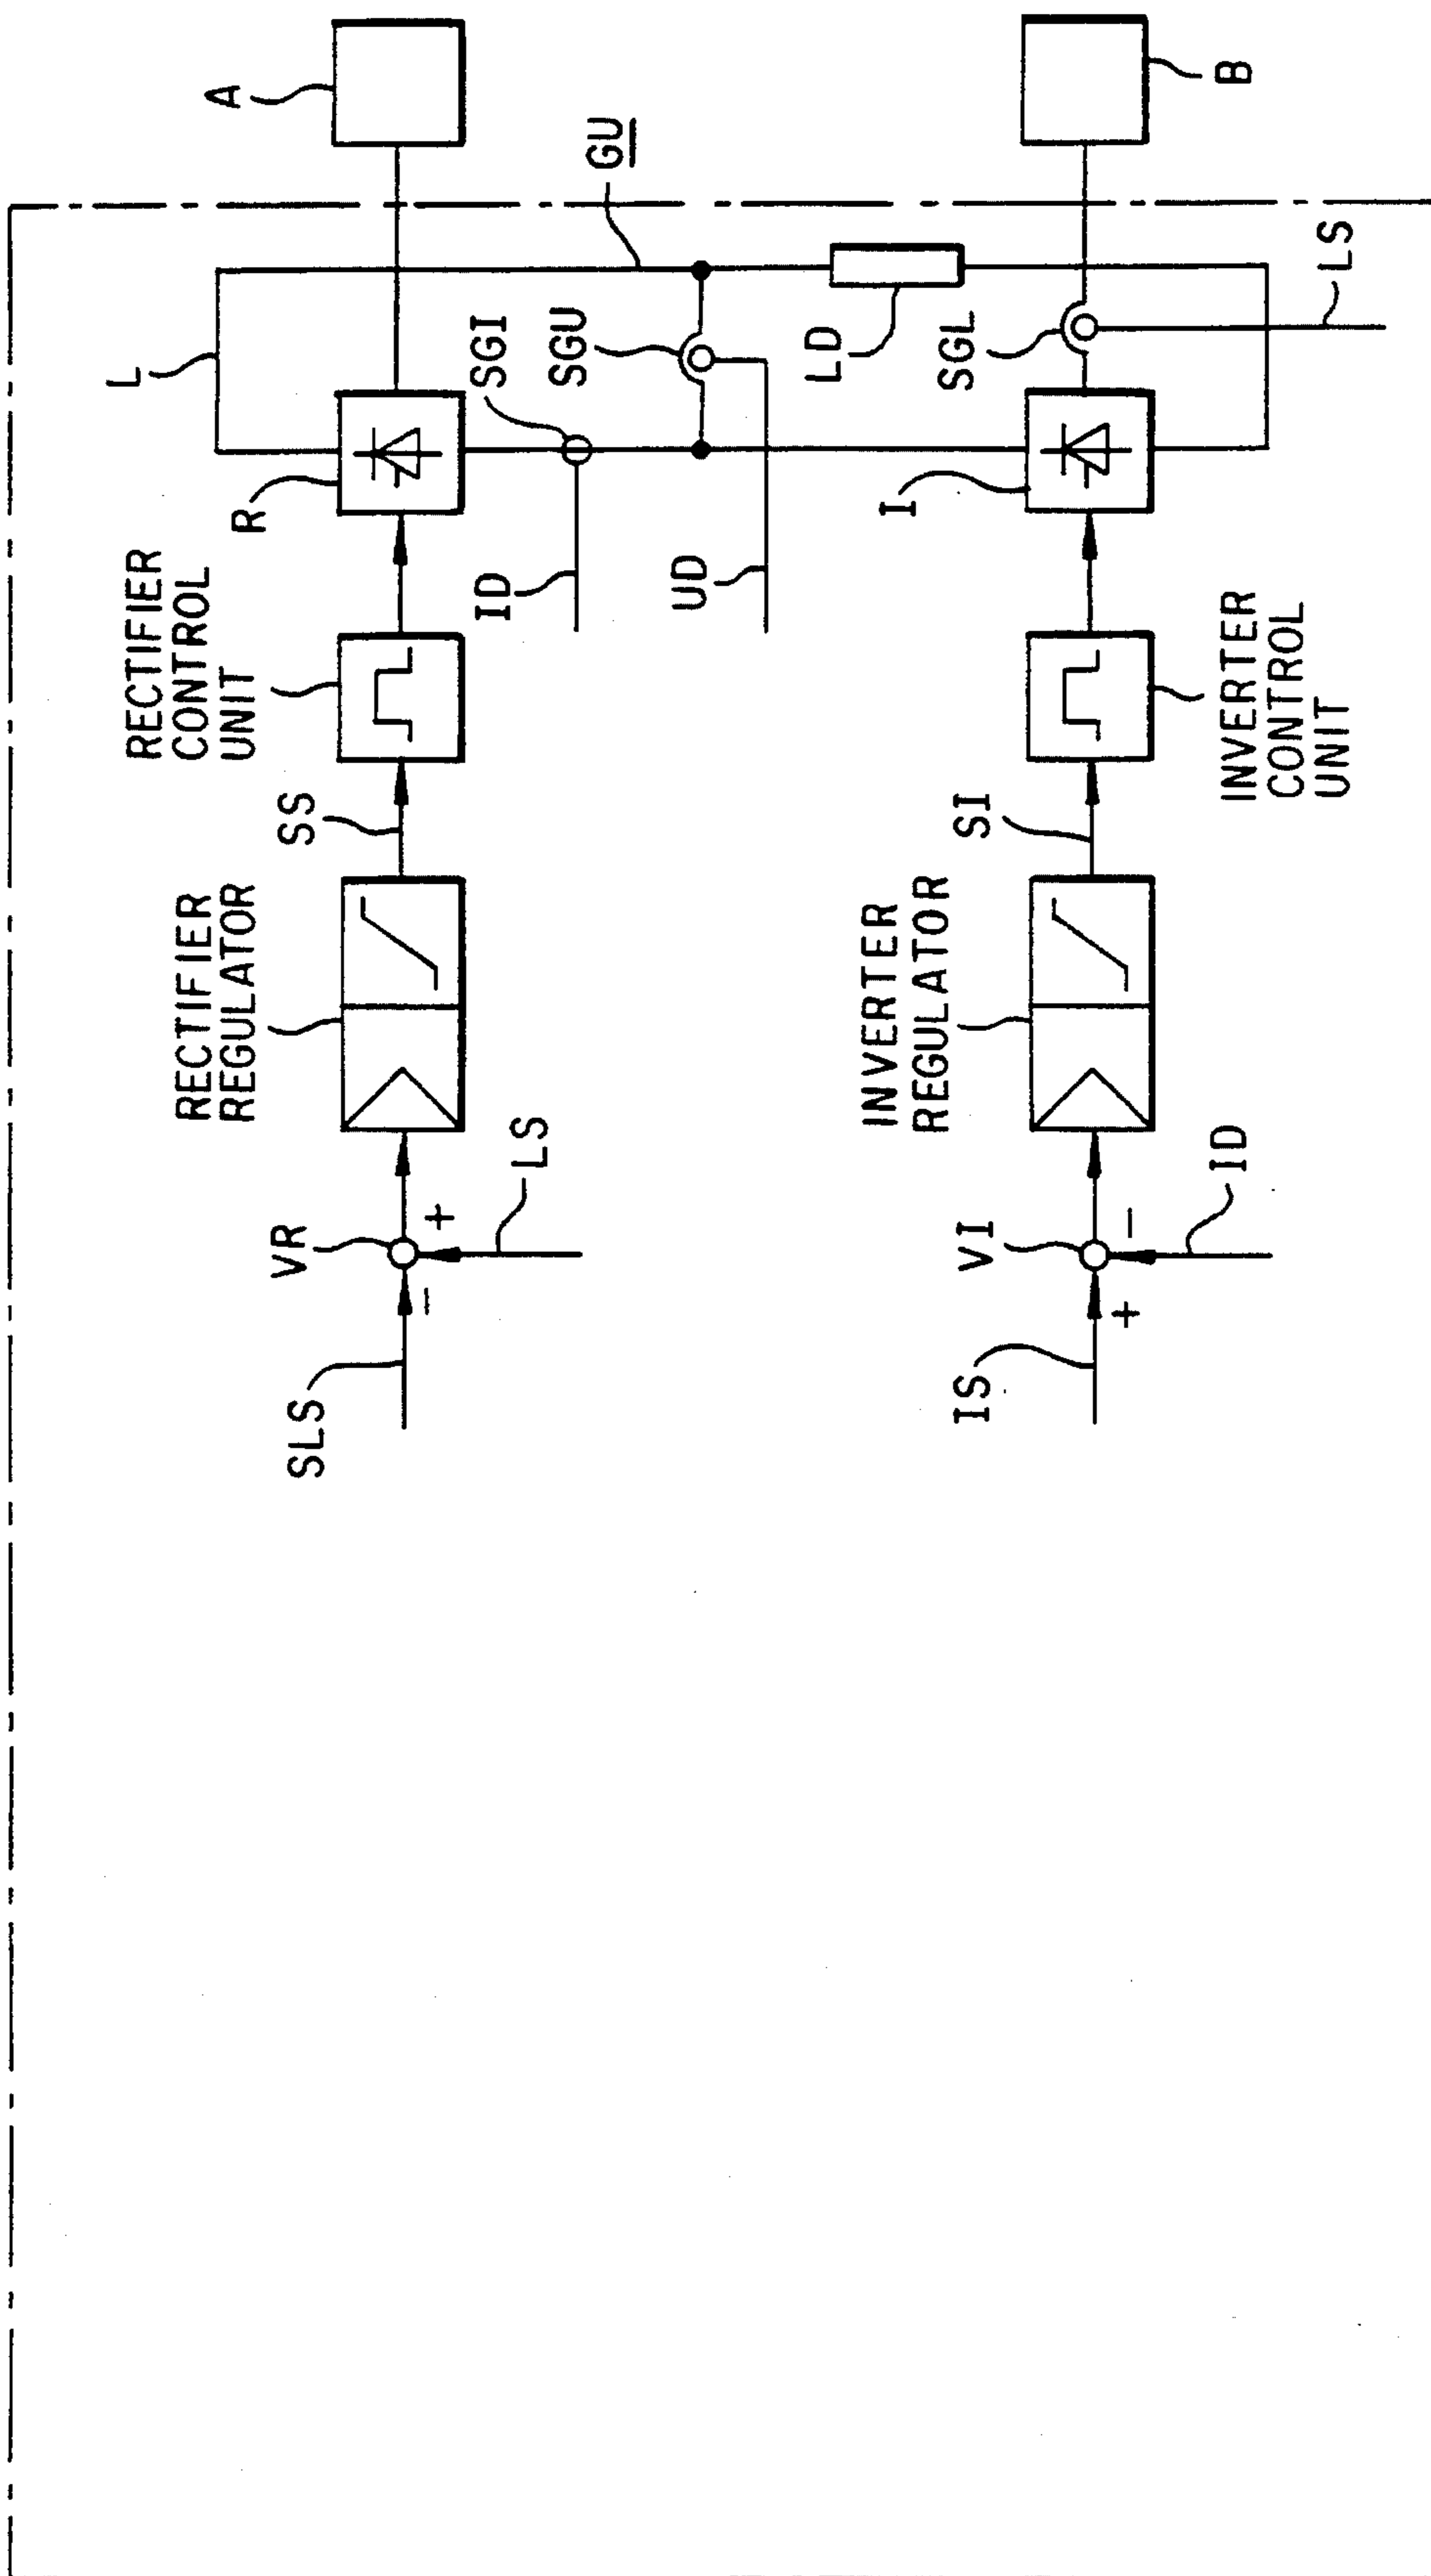 A
GU
L
SGI
SGU
LD
SGL
LS
B
R
ID
UD
I
RECTIFIER
CONTROL
UNIT
INVERTER
CONTROL
UNIT
SS
SI
RECTIFIER
REGULATOR
INVERTER
REGULATOR
VR
+
LS
−
SLS
VI
−
ID
+
IS